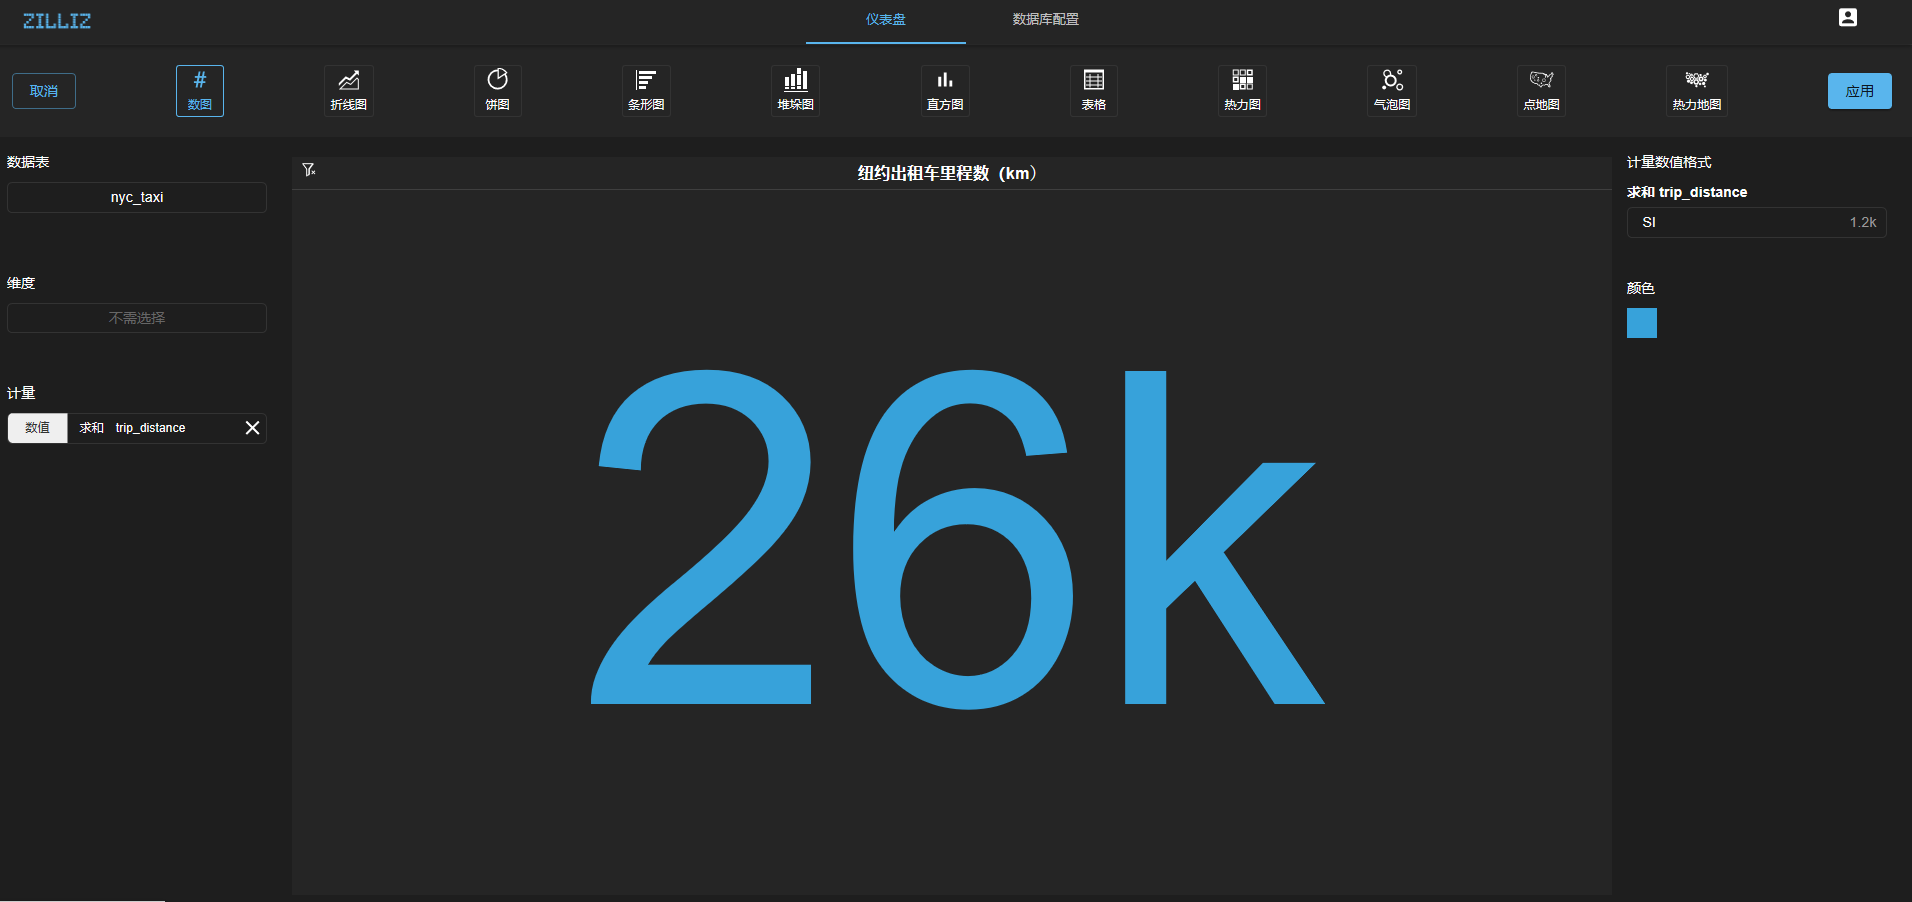 ZILLIZ
仪表盘
数据库配置
取消
#
数图
折线图
饼图
条形图
堆垛图
直方图
表格
热力图
气泡图
点地图
热力地图
应用
数据表
nyc_taxi
维度
不需选择
计量
数值 求和 trip_distance
纽约出租车里程数（km）
26k
计量数值格式
求和 trip_distance
SI 1.2k
颜色